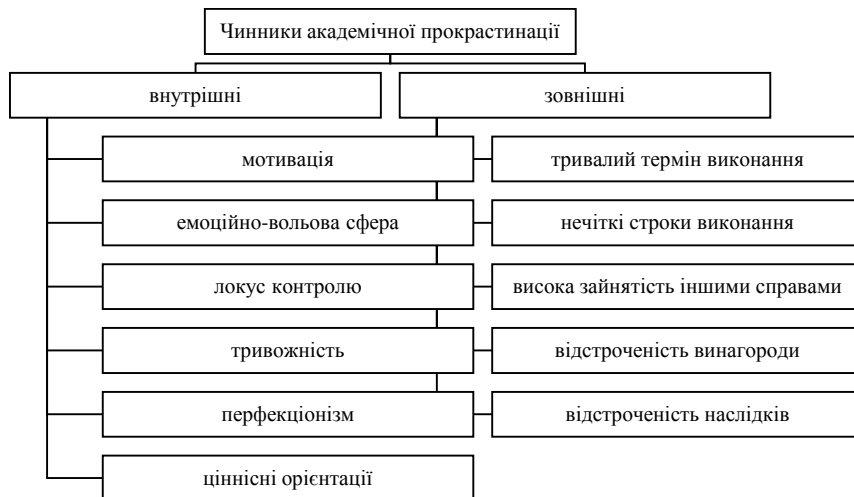 Чинники академічної прокрастинації
внутрішні
зовнішні
мотивація
тривалий термін виконання
емоційно-вольова сфера
нечіткі строки виконання
локус контролю
висока зайнятість іншими справами
тривожність
відстроченість винагороди
перфекціонізм
відстроченість наслідків
ціннісні орієнтації